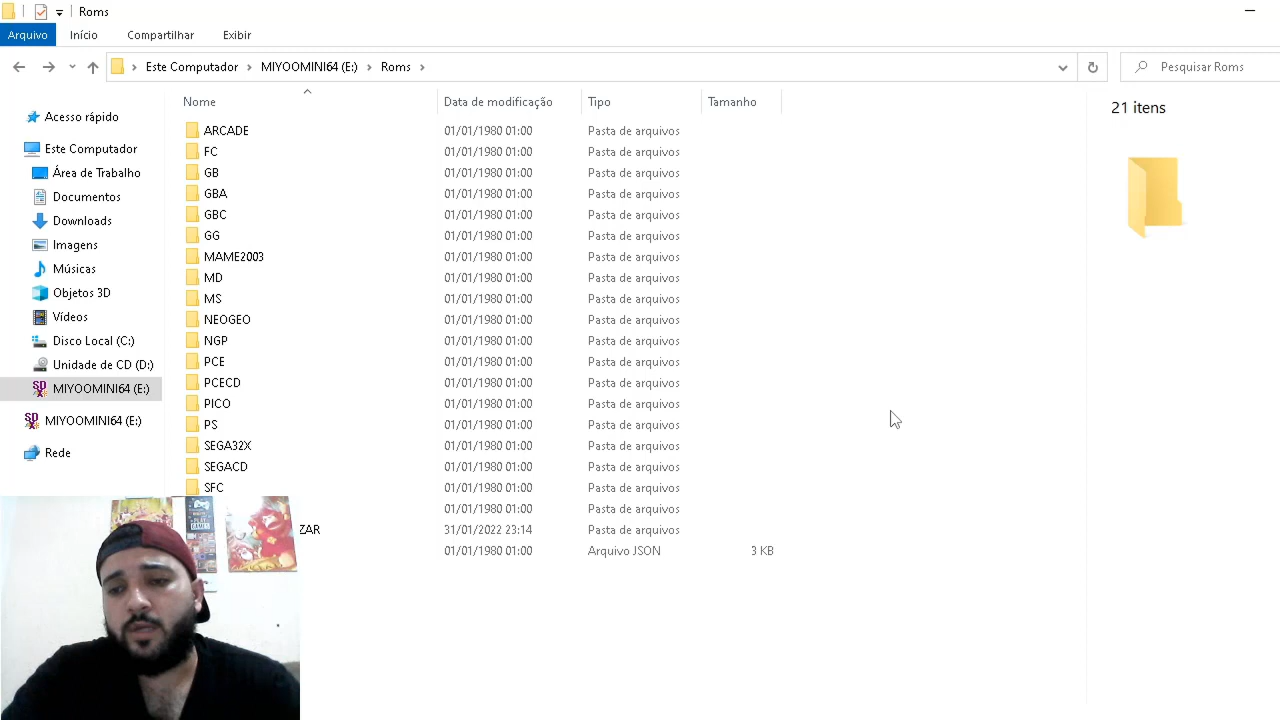 Roms
Arquivo Início Compartilhar Exibir
Este Computador MIYOOMINI64 (E:) Roms Pesquisar Roms
Nome Data de modificação Tipo Tamanho
21 itens
Acesso rápido
Este Computador
Área de Trabalho
Documentos
Downloads
Imagens
Músicas
Objetos 3D
Vídeos
Disco Local (C:)
Unidade de CD (D:)
MIYOOMINI64 (E:)
MIYOOMINI64 (E:)
Rede
ARCADE 01/01/1980 01:00 Pasta de arquivos
FC 01/01/1980 01:00 Pasta de arquivos
GB 01/01/1980 01:00 Pasta de arquivos
GBA 01/01/1980 01:00 Pasta de arquivos
GBC 01/01/1980 01:00 Pasta de arquivos
GG 01/01/1980 01:00 Pasta de arquivos
MAME2003 01/01/1980 01:00 Pasta de arquivos
MD 01/01/1980 01:00 Pasta de arquivos
MS 01/01/1980 01:00 Pasta de arquivos
NEOGEO 01/01/1980 01:00 Pasta de arquivos
NGP 01/01/1980 01:00 Pasta de arquivos
PCE 01/01/1980 01:00 Pasta de arquivos
PCECD 01/01/1980 01:00 Pasta de arquivos
PICO 01/01/1980 01:00 Pasta de arquivos
PS 01/01/1980 01:00 Pasta de arquivos
SEGA32X 01/01/1980 01:00 Pasta de arquivos
SEGACD 01/01/1980 01:00 Pasta de arquivos
SFC 01/01/1980 01:00 Pasta de arquivos
01/01/1980 01:00 Pasta de arquivos
ZAR 31/01/2022 23:14 Pasta de arquivos
01/01/1980 01:00 Arquivo JSON 3 KB